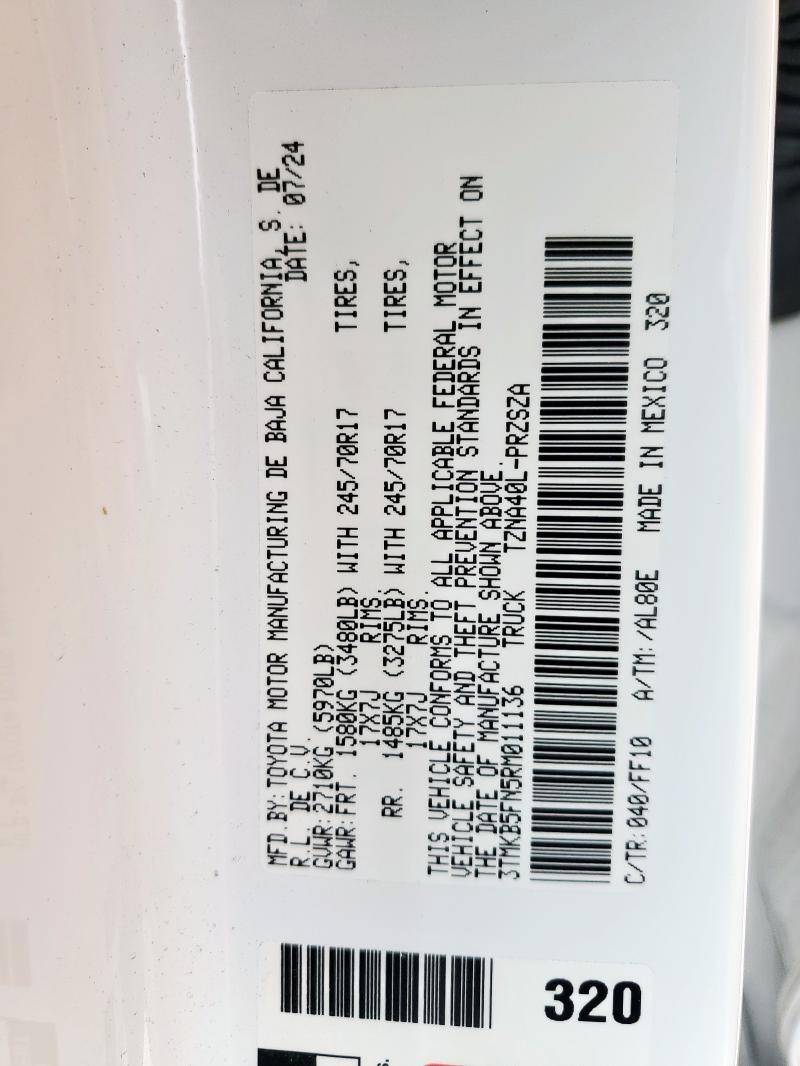 MFD.BY:TOYOTA MOTOR MANUFACTURING DE BAJA CALIFORNIA, S. DE
R.L. DE C.V. DATE: 07/24
GVWR:2710KG (5970LB)
GAWR:FRT. 1580KG (3480LB) WITH 245/70R17 TIRES,
17X7J RIMS.
RR. 1485KG (3275LB) WITH 245/70R17 TIRES,
17X7J RIMS.
THIS VEHICLE CONFORMS TO ALL APPLICABLE FEDERAL MOTOR
VEHICLE SAFETY AND THEFT PREVENTION STANDARDS IN EFFECT ON
THE DATE OF MANUFACTURE SHOWN ABOVE.
3TMKB5FN5RM011136 TRUCK TZNA40L-PRZSZA
C/TR:040/FF10 A/TM:/AL80E MADE IN MEXICO 320
320